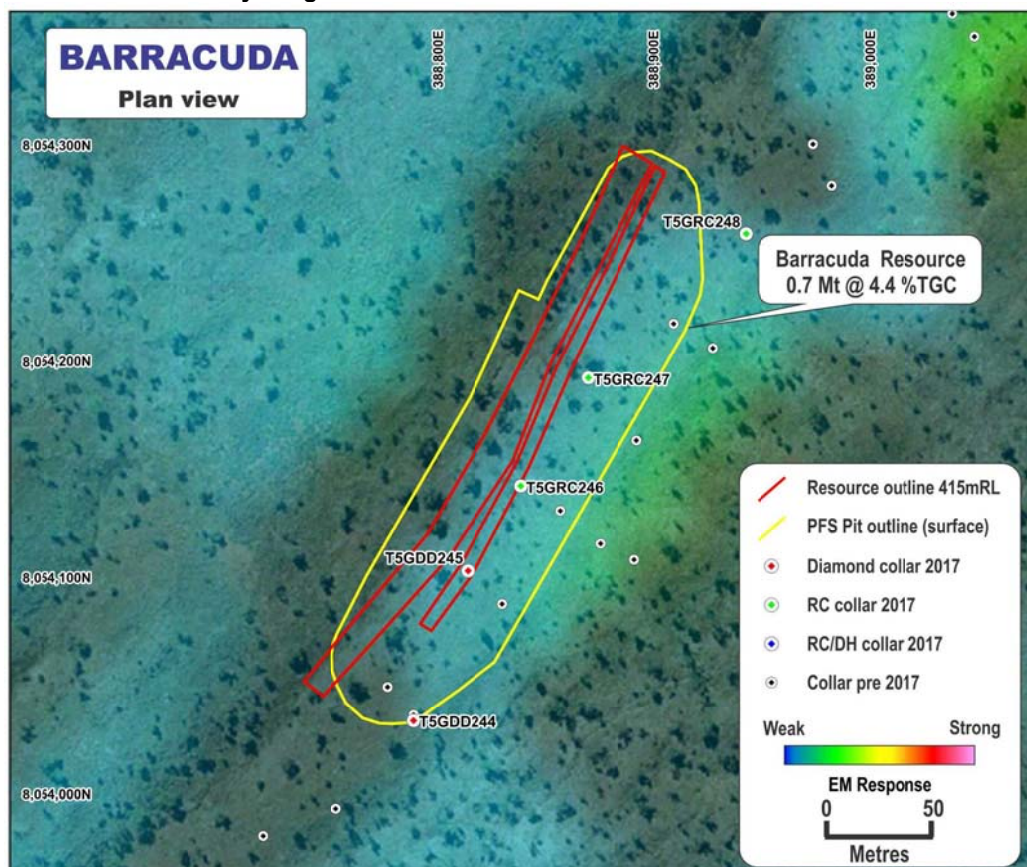 BARRACUDA
Plan view
388,800
388,900
389,000
8,054,300N
T5GRC248
Barracuda Resource
0.7 Mt @ 4.4 %TGC
8,054,200N
T5GRC247
T5GRC246
T5GDD245
8,054,100N
T5GDD244
8,054,000N
Resource outline 415mRL
PFS Pit outline (surface)
Diamond collar 2017
RC collar 2017
RC/DH collar 2017
Collar pre 2017
Weak Strong
EM Response
0 50
Metres